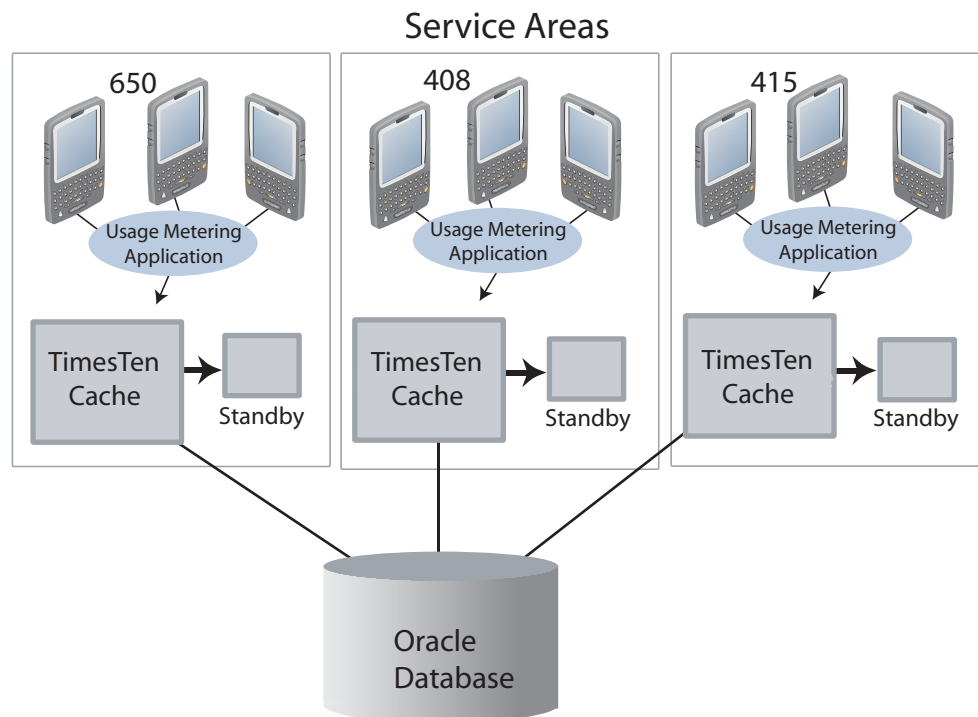 Service Areas
650
Usage Metering
Application
TimesTen
Cache
Standby
408
Usage Metering
Application
TimesTen
Cache
Standby
415
Usage Metering
Application
TimesTen
Cache
Standby
Oracle
Database